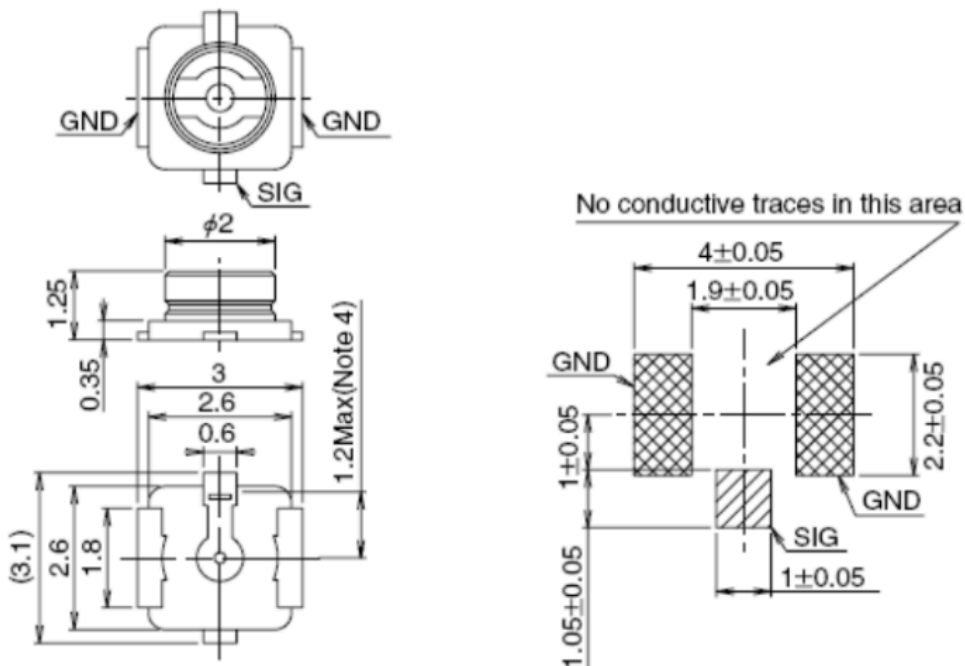 GND
GND
SIG
ϕ2
1.25
0.35
3
2.6
0.6
1.2Max(Note 4)
(3.1)
2.6
1.8
No conductive traces in this area
4±0.05
1.9±0.05
GND
1±0.05
2.2±0.05
GND
SIG
1±0.05
1.05±0.05